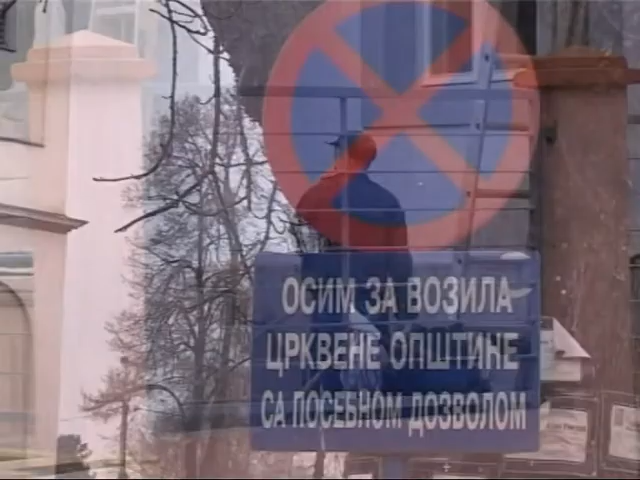 ОСИМ ЗА ВОЗИЛА
ЦРКВЕНЕ ОПШТИНЕ
СА ПОСЕБНОМ ДОЗВОЛОМ